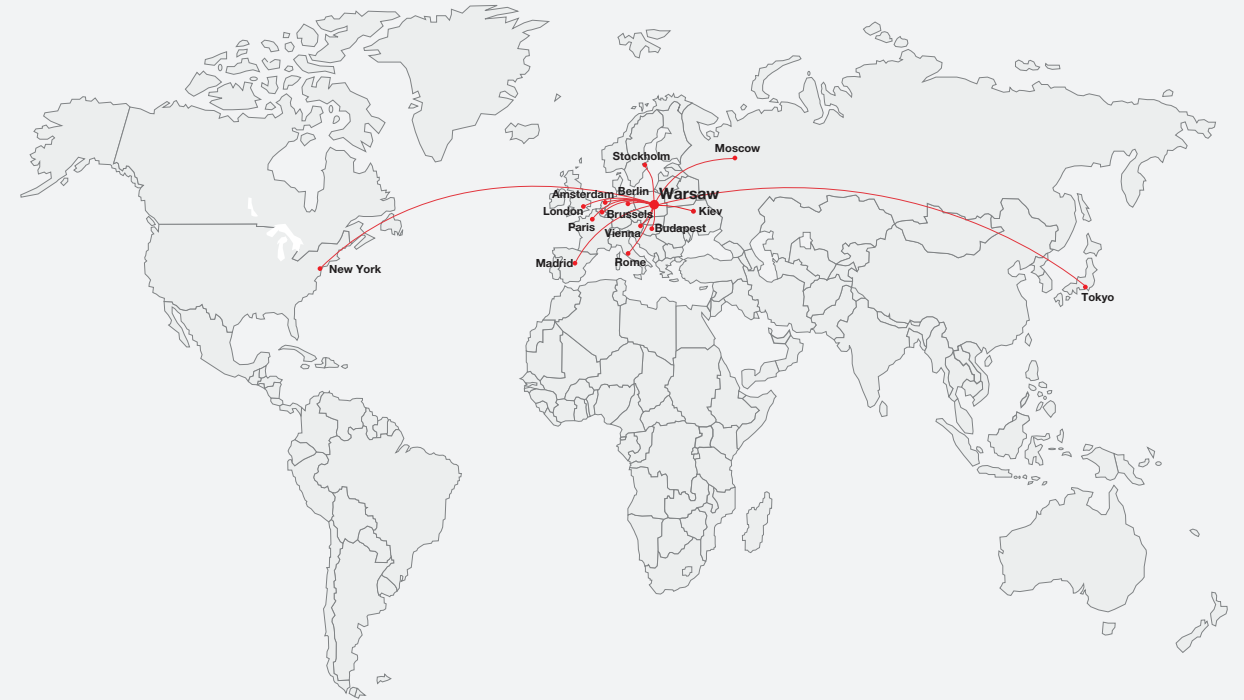 Moscow
Stockholm
Berlin
Warsaw
Amsterdam
London
Brussels
Kiev
Paris
Vienna
Budapest
Madrid
Rome
New York
Tokyo